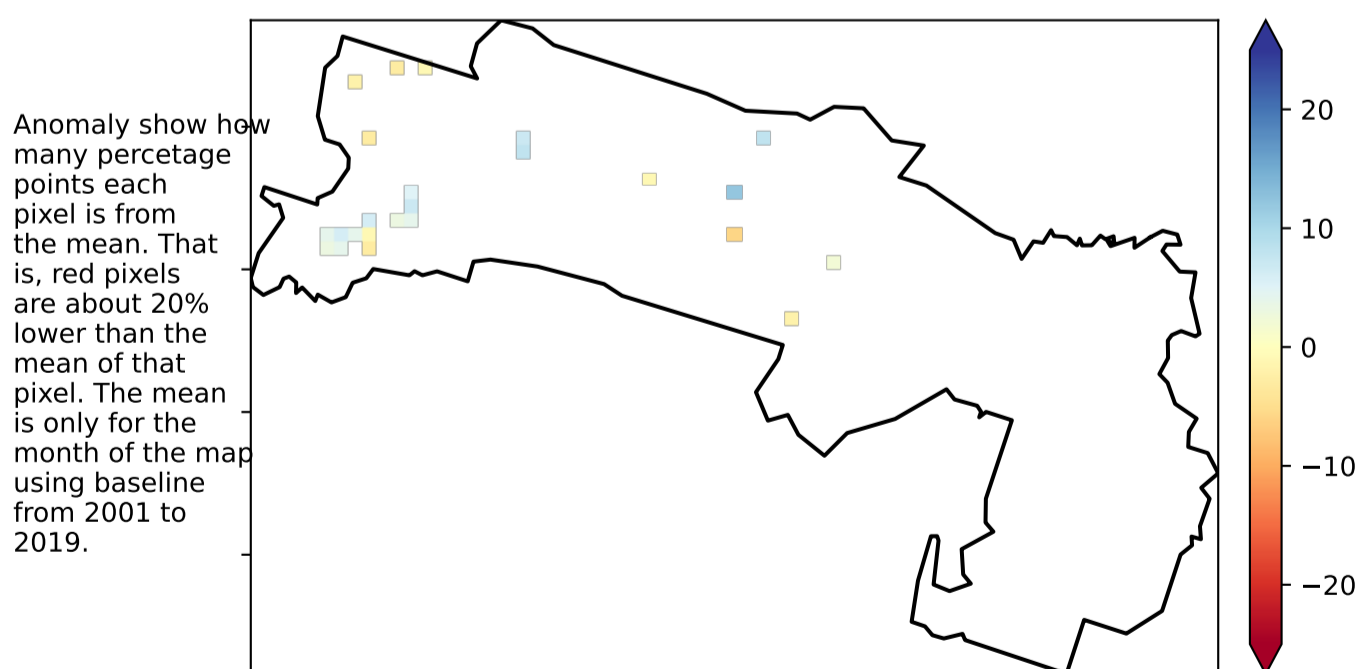 Anomaly show how
many percetage
points each
pixel is from
the mean. That
is, red pixels
are about 20%
lower than the
mean of that
pixel. The mean
is only for the
month of the map
using baseline
from 2001 to
2019.
20
10
0
−10
−20